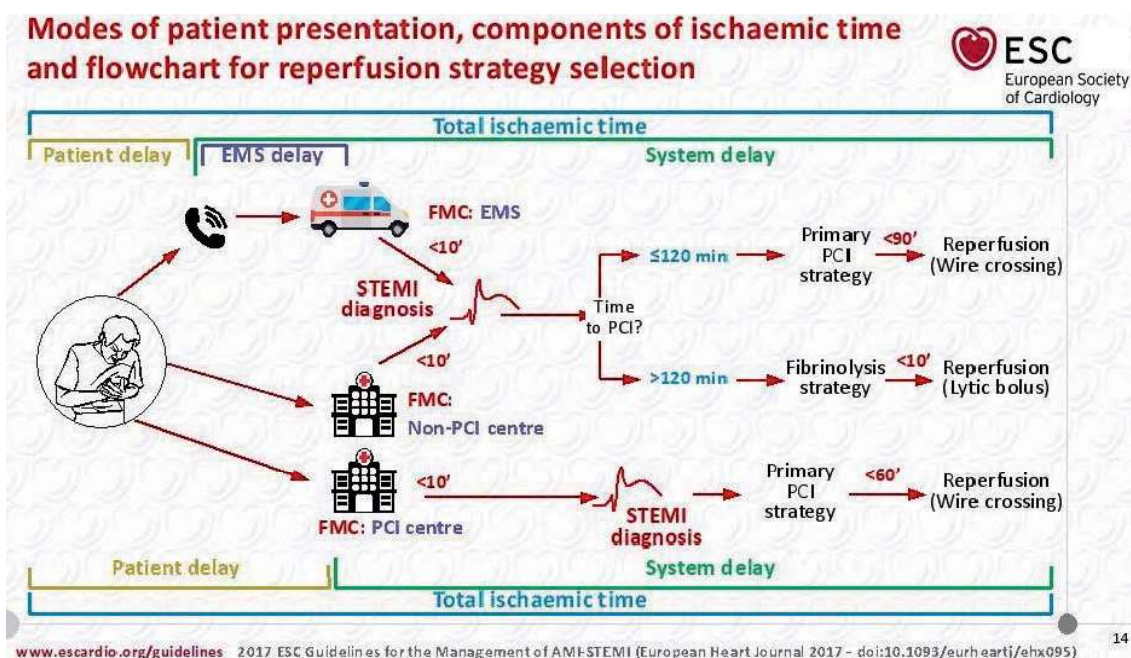 Modes of patient presentation, components of ischaemic time
and flowchart for reperfusion strategy selection
ESC
European Society
of Cardiology
Total ischaemic time
Patient delay
EMS delay
System delay
FMC: EMS
<10'
STEMI
diagnosis
<10'
FMC:
Non-PCI centre
Time
to PCI?
≤120 min
Primary
PCI
strategy
<90'
Reperfusion
(Wire crossing)
>120 min
Fibrinolysis
strategy
<10'
Reperfusion
(Lytic bolus)
FMC: PCI centre
<10'
STEMI
diagnosis
Primary
PCI
strategy
<60'
Reperfusion
(Wire crossing)
Patient delay
System delay
Total ischaemic time
14
www.escardio.org/guidelines 2017 ESC Guidelines for the Management of AMI-STEMI (European Heart Journal 2017 - doi:10.1093/eurheartj/ehx095)